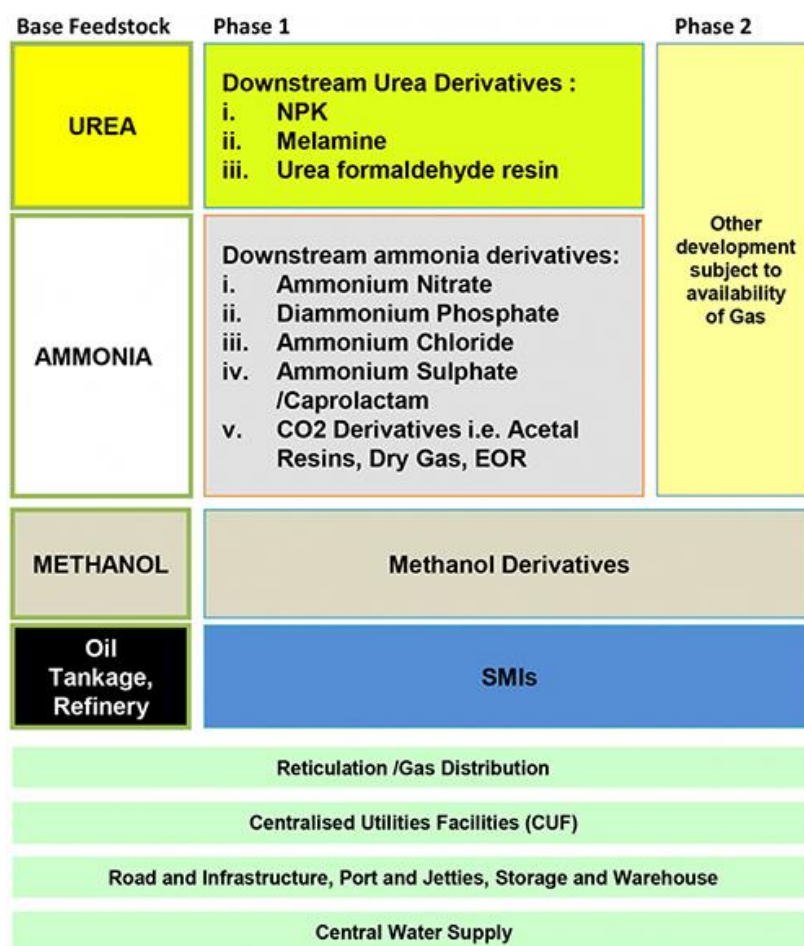 Base Feedstock
Phase 1
Phase 2
UREA
Downstream Urea Derivatives :
i. NPK
ii. Melamine
iii. Urea formaldehyde resin
Other
development
subject to
availability
of Gas
AMMONIA
Downstream ammonia derivatives:
i. Ammonium Nitrate
ii. Diammonium Phosphate
iii. Ammonium Chloride
iv. Ammonium Sulphate
/Caprolactam
v. CO2 Derivatives i.e. Acetal
Resins, Dry Gas, EOR
METHANOL
Methanol Derivatives
Oil
Tankage,
Refinery
SMIs
Reticulation /Gas Distribution
Centralised Utilities Facilities (CUF)
Road and Infrastructure, Port and Jetties, Storage and Warehouse
Central Water Supply